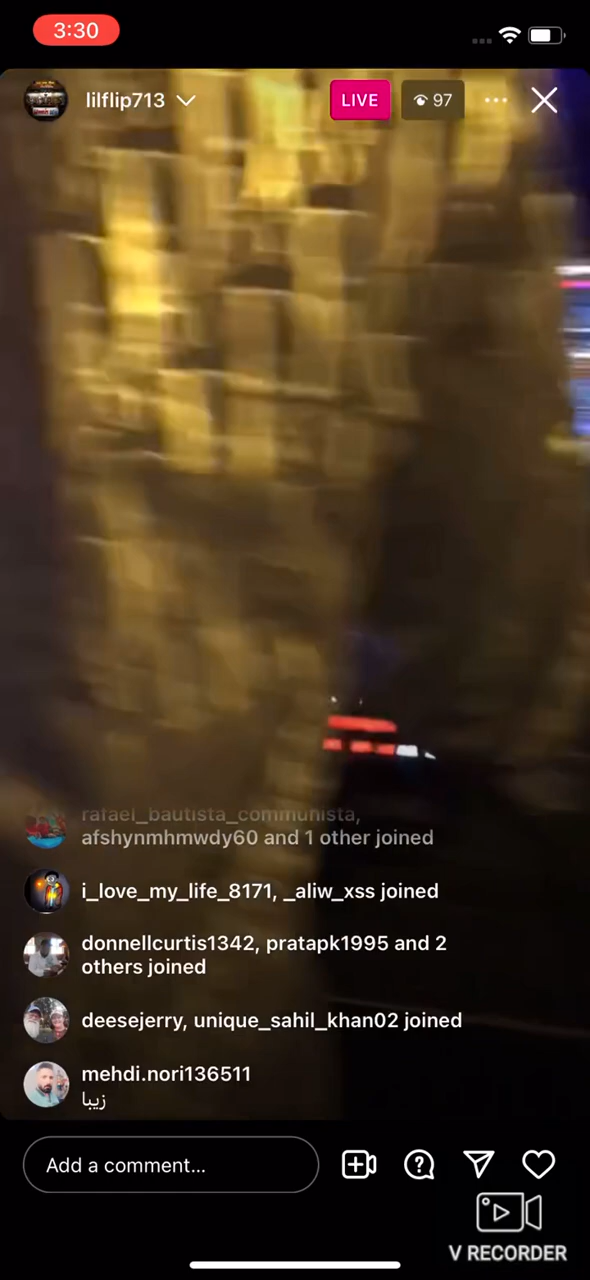 3:30
lilflip713
LIVE
97
rafael_bautista_communista,
afshynmhmwdy60 and 1 other joined
i_love_my_life_8171, _aliw_xss joined
donnellcurtis1342, pratapk1995 and 2
others joined
deesejerry, unique_sahil_khan02 joined
mehdi.nori136511
زیبا
Add a comment...
V RECORDER